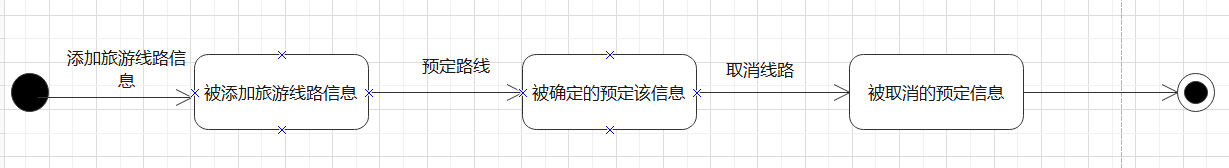 添加旅游线路信
息
被添加旅游线路信息
预定路线
被确定的预定该信息
取消线路
被取消的预定信息